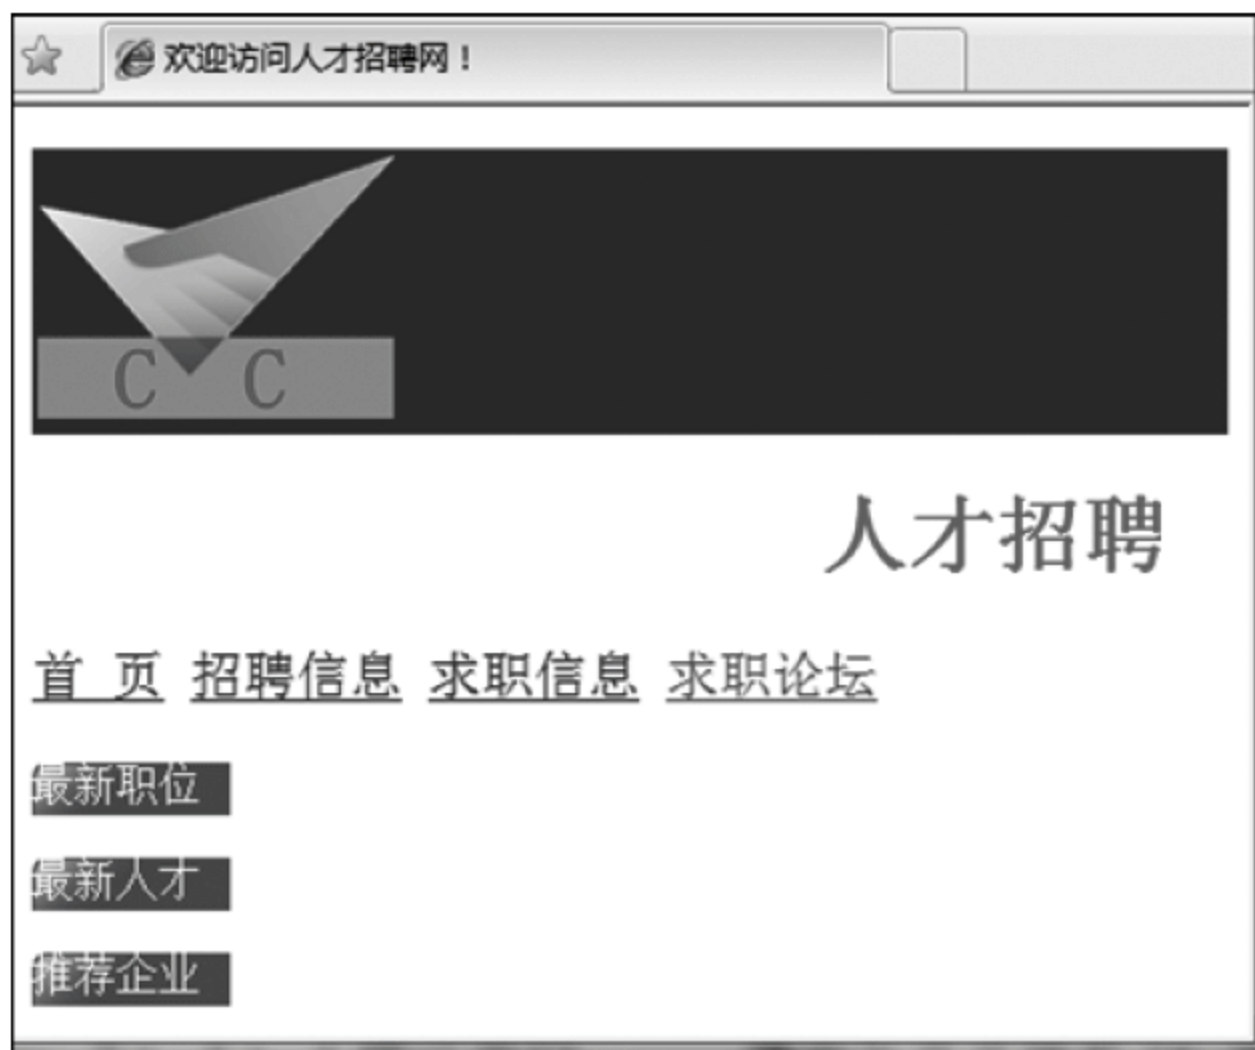 欢迎访问人才招聘网！
C C
人才招聘
首 页 招聘信息 求职信息 求职论坛
最新职位
最新人才
推荐企业